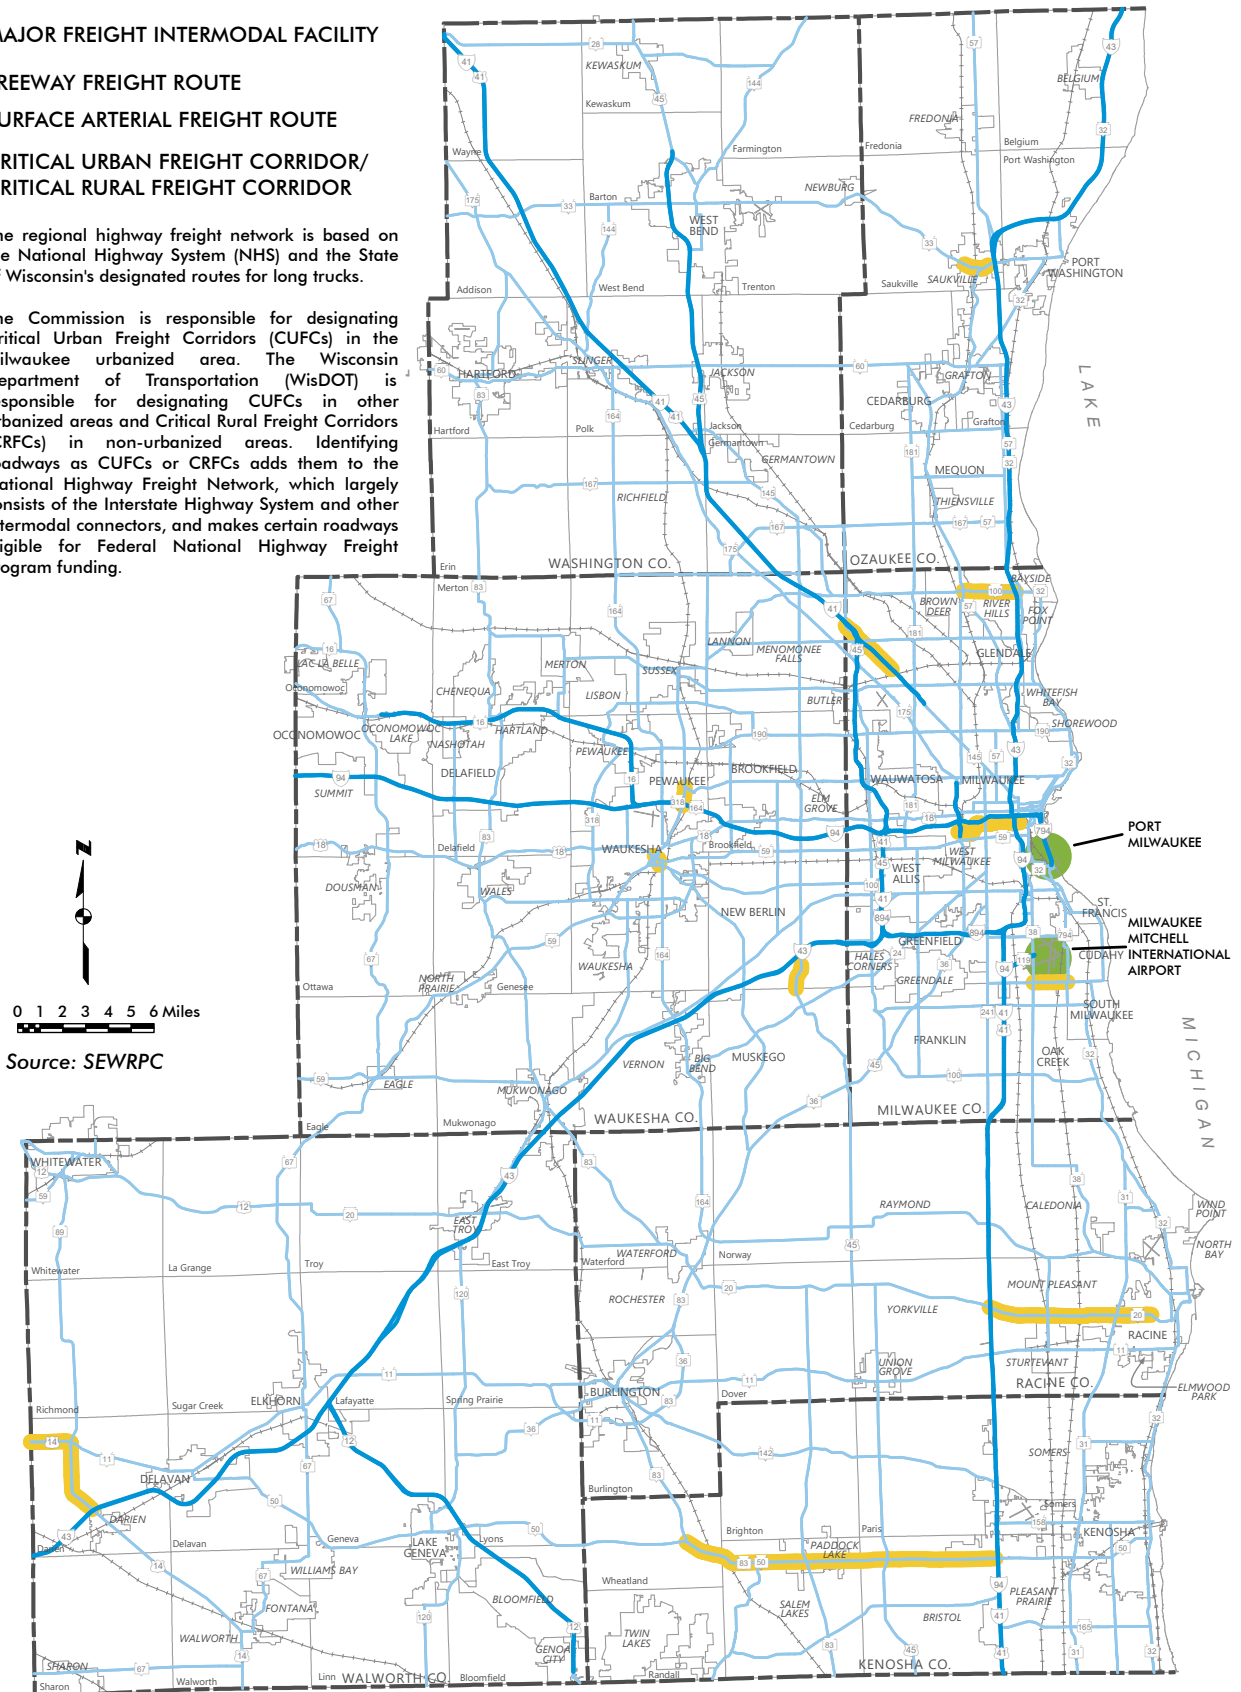 AJOR FREIGHT INTERMODAL FACILITY
REEWAY FREIGHT ROUTE
URFACE ARTERIAL FREIGHT ROUTE
RITICAL URBAN FREIGHT CORRIDOR/
RITICAL RURAL FREIGHT CORRIDOR
he regional highway freight network is based on
e National Highway System (NHS) and the State
f Wisconsin's designated routes for long trucks.
he Commission is responsible for designating
ritical Urban Freight Corridors (CUFCs) in the
ilwaukee urbanized area. The Wisconsin
epartment of Transportation (WisDOT) is
esponsible for designating CUFCs in other
rbanized areas and Critical Rural Freight Corridors
CRFCs) in non-urbanized areas. Identifying
oadways as CUFCs or CRFCs adds them to the
ational Highway Freight Network, which largely
onsists of the Interstate Highway System and other
ntermodal connectors, and makes certain roadways
igible for Federal National Highway Freight
rogram funding.
KEWASKUM
Kewaskum
Wayne
Farmington
Barton
WEST
BEND
NEWBURG
Addison
West Bend
Trenton
FREDONIA
Fredonia
BELGIUM
Belgium
Port Washington
SAUKVILLE
Saukville
PORT
WASHINGTON
HARTFORD
SLINGER
JACKSON
Hartford
Polk
Jackson
Germantown
GERMANTOWN
RICHFIELD
Erin
WASHINGTON CO.
CEDARBURG
GRAFTON
Cedarburg
Grafton
MEQUON
THIENSVILLE
OZAUKEE CO.
LAKE
MICHIGAN
Merton
LAC LA BELLE
Oconomowoc
OCONOMOWOC
OCONOMOWOC
LAKE
CHENEQUA
MERTON
LISBON
SUSSEX
LANNON
MENOMONEE
FALLS
BUTLER
NASHOTAH
HARTLAND
PEWAUKEE
DELAFIELD
SUMMIT
PEWAUKEE
BROOKFIELD
ELM
GROVE
Delafield
WAUKESHA
Brookfield
DOUSMAN
WALES
NEW BERLIN
WAUKESHA
NORTH
PRAIRIE
Ottawa
Genesee
VERNON
BIG
BEND
MUSKEGO
EAGLE
MUKWONAGO
Eagle
Mukwonago
WAUKESHA CO.
BAYSIDE
BROWN
DEER
RIVER
HILLS
FOX
POINT
GLENDALE
WHITEFISH
BAY
SHOREWOOD
WAUWATOSA
MILWAUKEE
WEST
MILWAUKEE
WEST
ALLIS
PORT
MILWAUKEE
ST.
FRANCIS
GREENFIELD
HALES
CORNERS
GREENDALE
CUDAHY
MILWAUKEE
MITCHELL
INTERNATIONAL
AIRPORT
SOUTH
MILWAUKEE
FRANKLIN
OAK
CREEK
MILWAUKEE CO.
0 1 2 3 4 5 6 Miles
Source: SEWRPC
WHITEWATER
Whitewater
La Grange
Troy
EAST
TROY
East Troy
Richmond
Sugar Creek
ELKHORN
Lafayette
Spring Prairie
DELAVAN
DARIEN
Darien
Delavan
Geneva
LAKE
GENEVA
Lyons
WILLIAMS BAY
FONTANA
WALWORTH
BLOOMFIELD
GENOA
CITY
SHARON
Sharon
Walworth
Linn
WALWORTH CO.
Bloomfield
WATERFORD
Waterford
Norway
ROCHESTER
RAYMOND
CALEDONIA
WIND
POINT
NORTH
BAY
MOUNT PLEASANT
YORKVILLE
RACINE
UNION
GROVE
STURTEVANT
RACINE CO.
ELMWOOD
PARK
BURLINGTON
Dover
Burlington
SOMERS
Somers
Brighton
Paris
PADDOCK
LAKE
KENOSHA
Wheatland
PLEASANT
PRAIRIE
SALEM
LAKES
BRISTOL
TWIN
LAKES
Randall
KENOSHA CO.